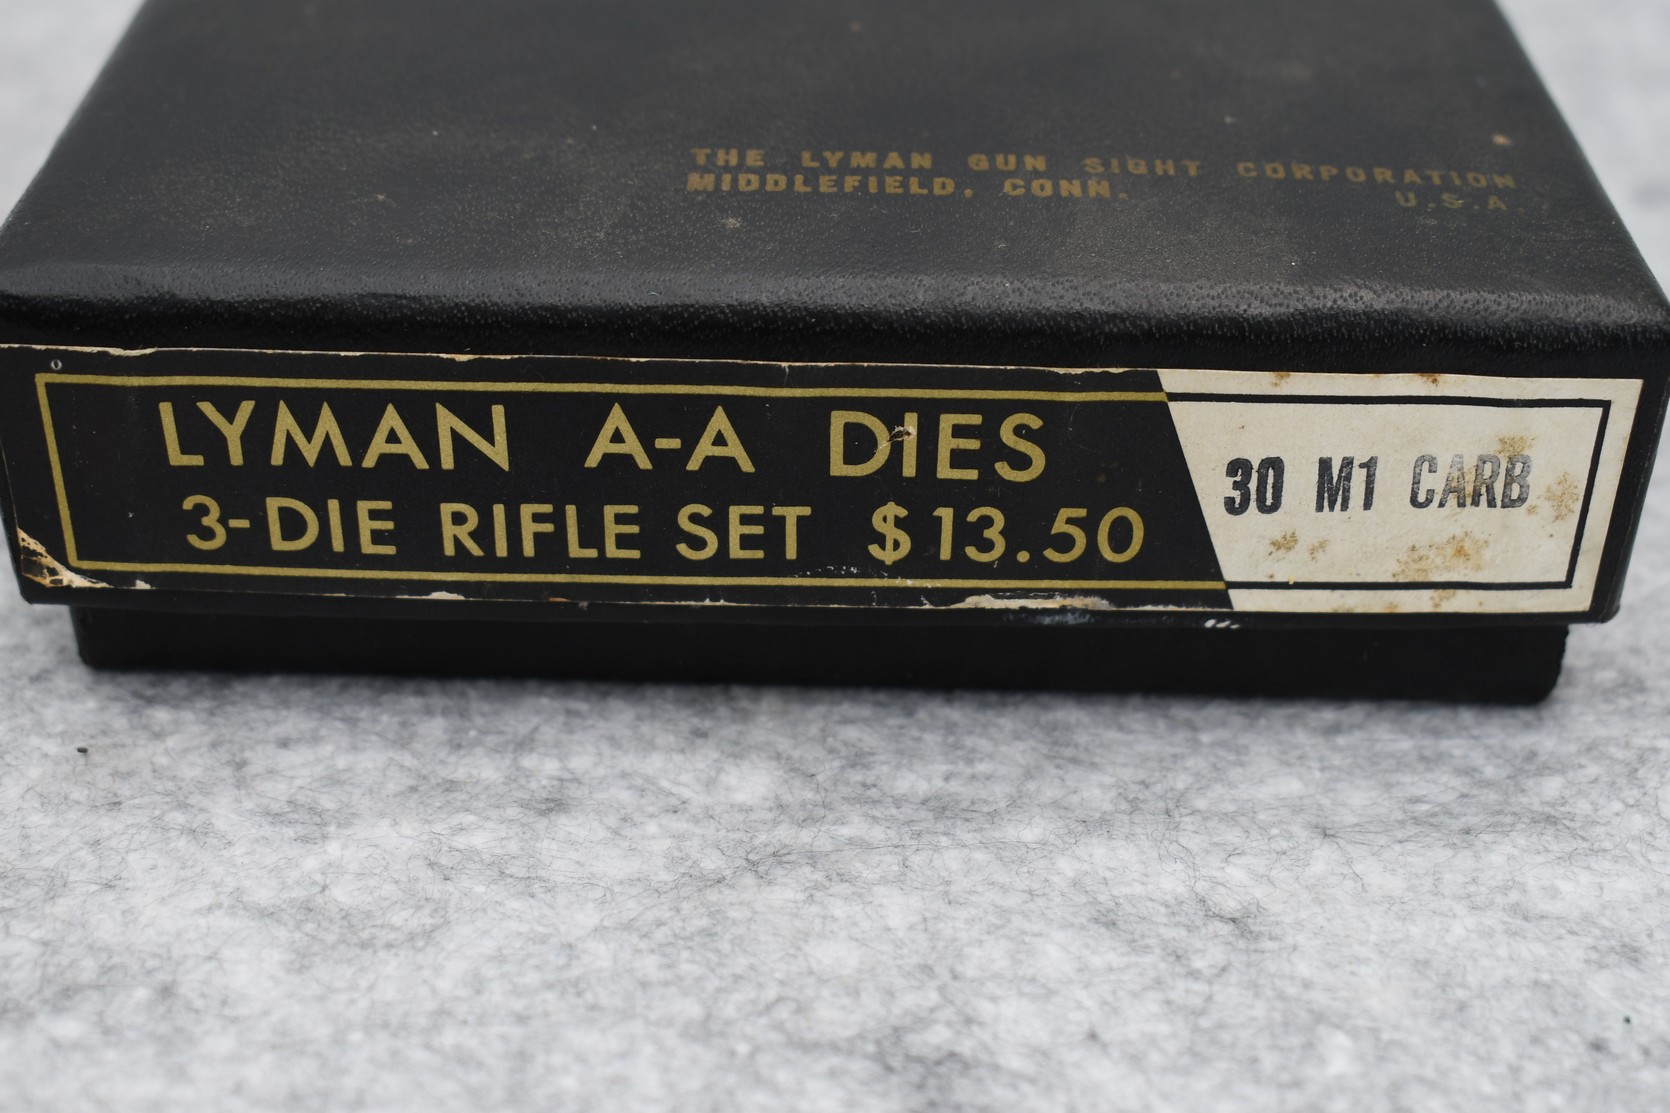 THE LYMAN GUN SIGHT CORPORATION
MIDDLEFIELD, CONN. U.S.A.
LYMAN A-A DIES
3-DIE RIFLE SET $13.50
30 M1 CARB